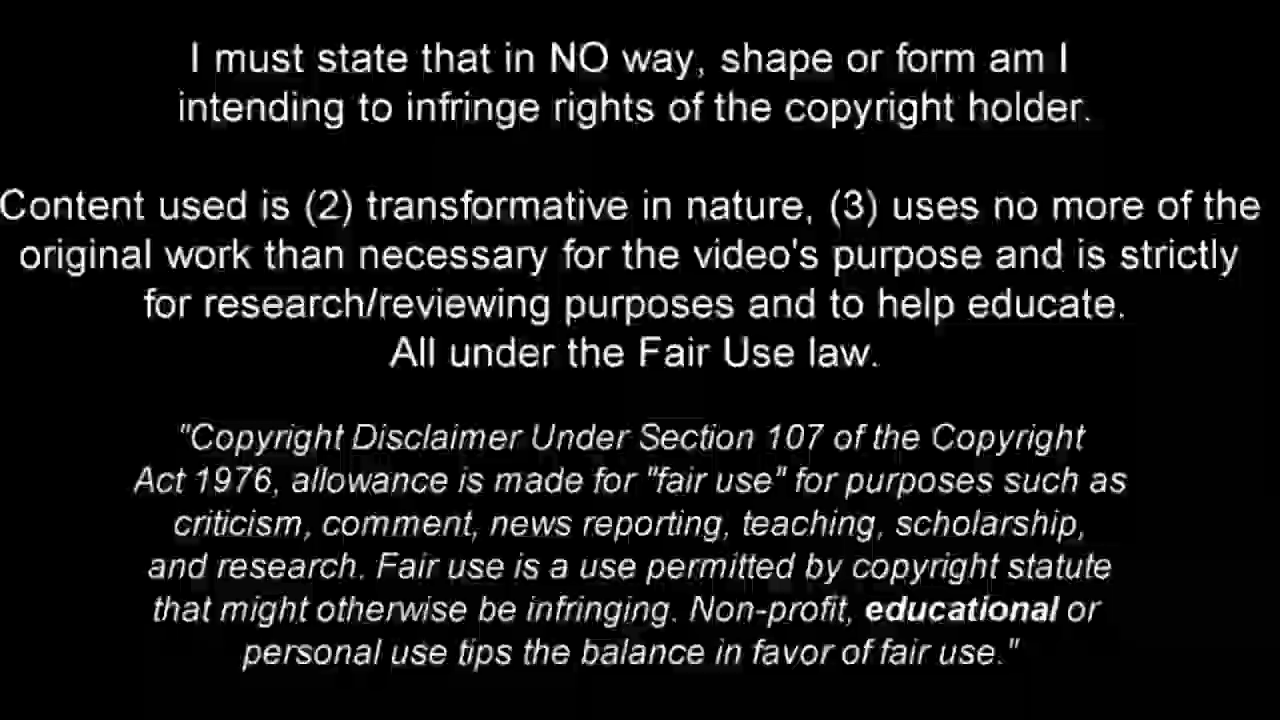 I must state that in NO way, shape or form am I
intending to infringe rights of the copyright holder.
Content used is (2) transformative in nature, (3) uses no more of the
original work than necessary for the video's purpose and is strictly
for research/reviewing purposes and to help educate.
All under the Fair Use law.
"Copyright Disclaimer Under Section 107 of the Copyright
Act 1976, allowance is made for "fair use" for purposes such as
criticism, comment, news reporting, teaching, scholarship,
and research. Fair use is a use permitted by copyright statute
that might otherwise be infringing. Non-profit, educational or
personal use tips the balance in favor of fair use."